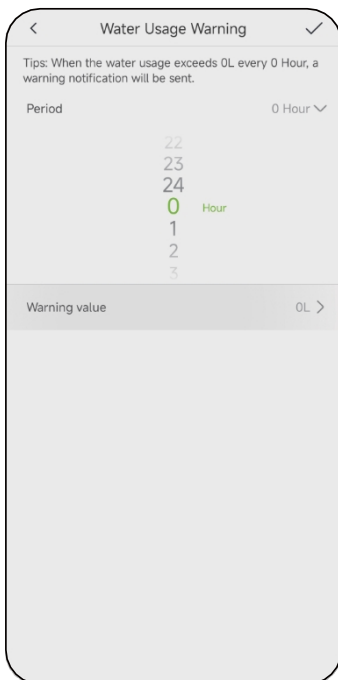 Water Usage Warning
Tips: When the water usage exceeds 0L every 0 Hour, a
warning notification will be sent.
Period 0 Hour
22
23
24
0 Hour
1
2
3
Warning value 0L